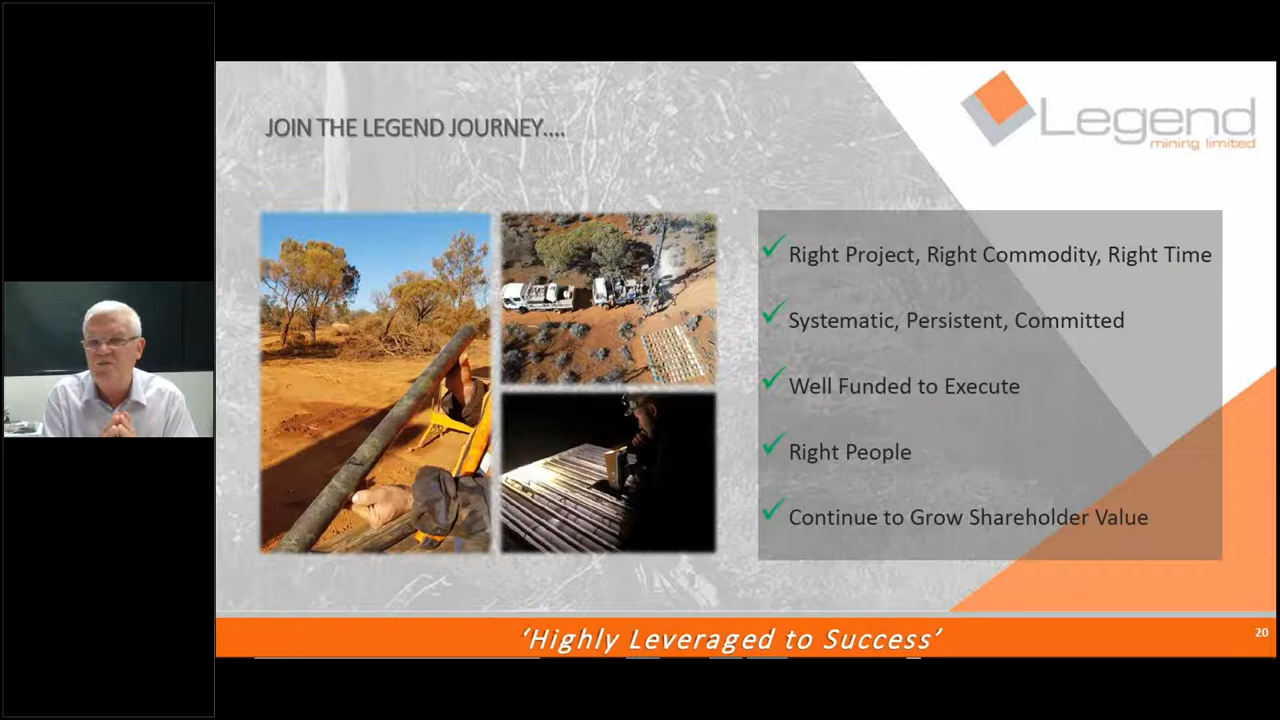 JOIN THE LEGEND JOURNEY....
Legend
mining limited
Right Project, Right Commodity, Right Time
Systematic, Persistent, Committed
Well Funded to Execute
Right People
Continue to Grow Shareholder Value
‘Highly Leveraged to Success’
20